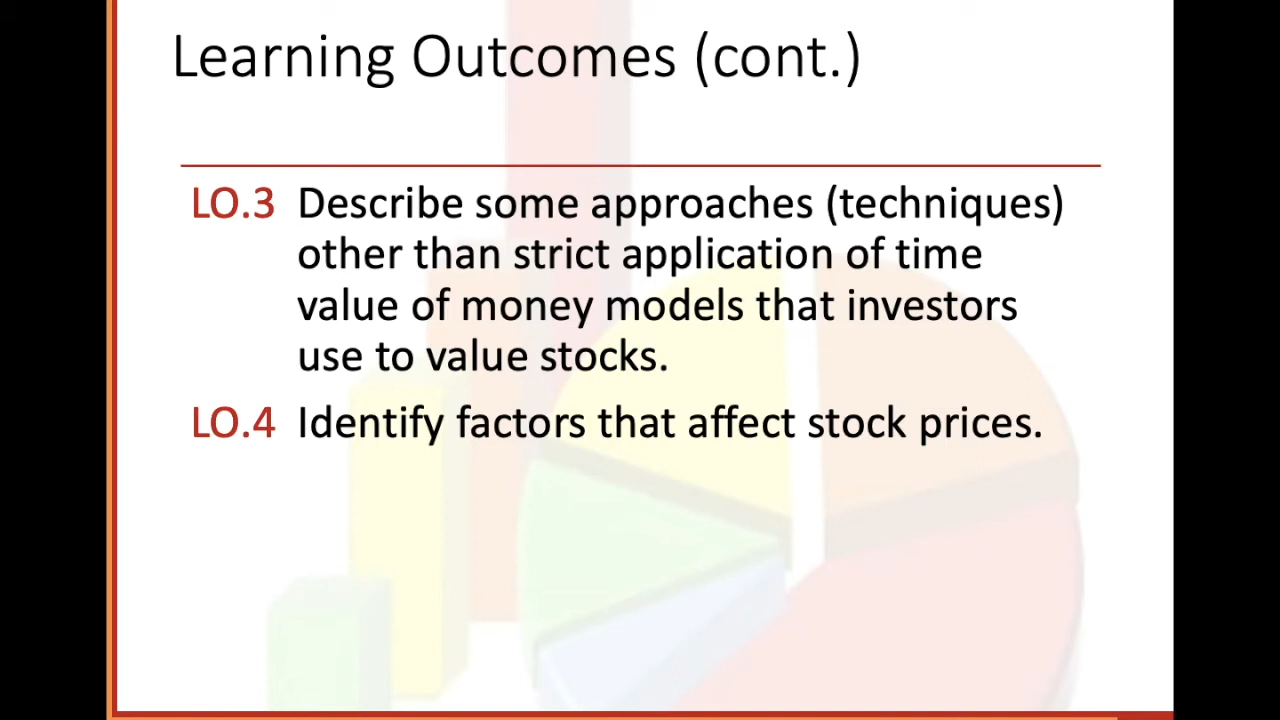 Learning Outcomes (cont.)
LO.3 Describe some approaches (techniques)
other than strict application of time
value of money models that investors
use to value stocks.
LO.4 Identify factors that affect stock prices.